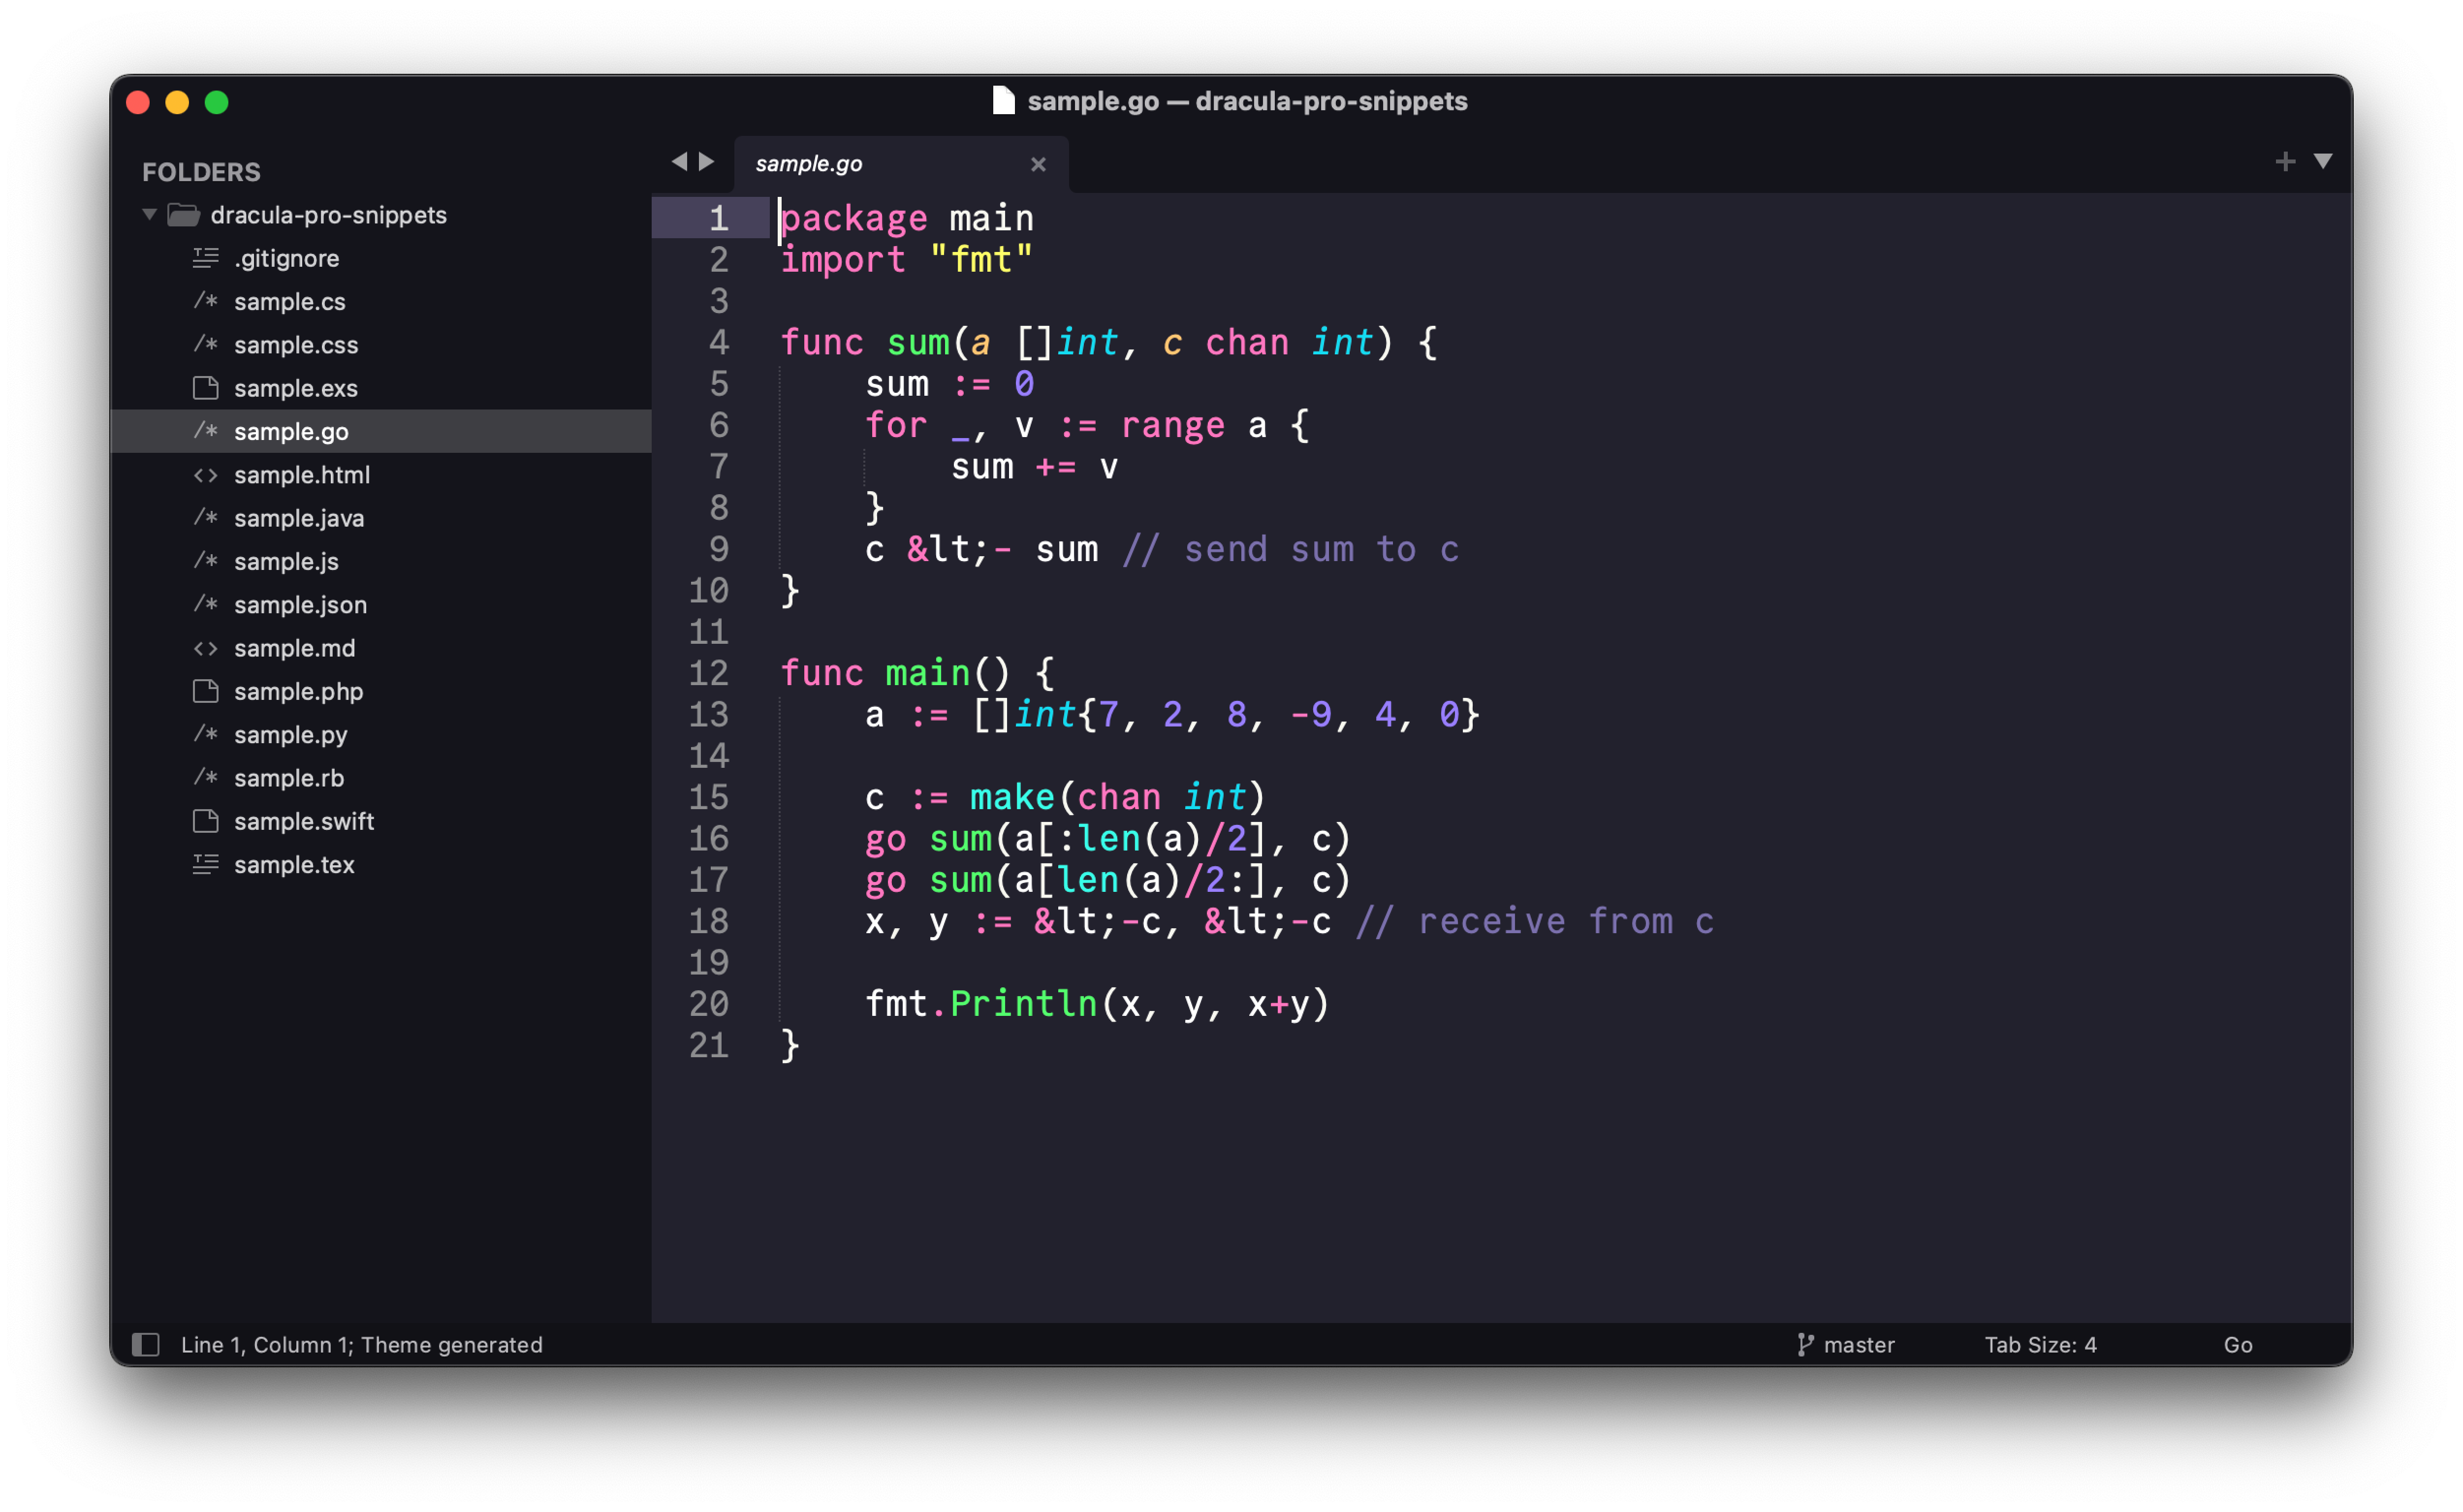 sample.go — dracula-pro-snippets
FOLDERS
dracula-pro-snippets
.gitignore
/* sample.cs
/* sample.css
sample.exs
/* sample.go
<> sample.html
/* sample.java
/* sample.js
/* sample.json
<> sample.md
sample.php
/* sample.py
/* sample.rb
sample.swift
sample.tex
sample.go
1 package main
2 import "fmt"
3
4 func sum(a []int, c chan int) {
5     sum := 0
6     for _, v := range a {
7         sum += v
8     }
9     c &lt;- sum // send sum to c
10 }
11
12 func main() {
13     a := []int{7, 2, 8, -9, 4, 0}
14
15     c := make(chan int)
16     go sum(a[:len(a)/2], c)
17     go sum(a[len(a)/2:], c)
18     x, y := &lt;-c, &lt;-c // receive from c
19
20     fmt.Println(x, y, x+y)
21 }
Line 1, Column 1; Theme generated
master
Tab Size: 4
Go